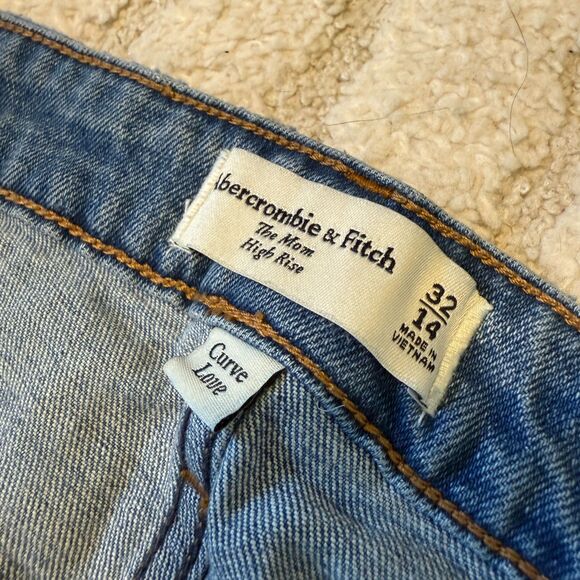 Abercrombie & Fitch
The Mom
High Rise
32
14
MADE IN
VIETNAM
Curve
Love